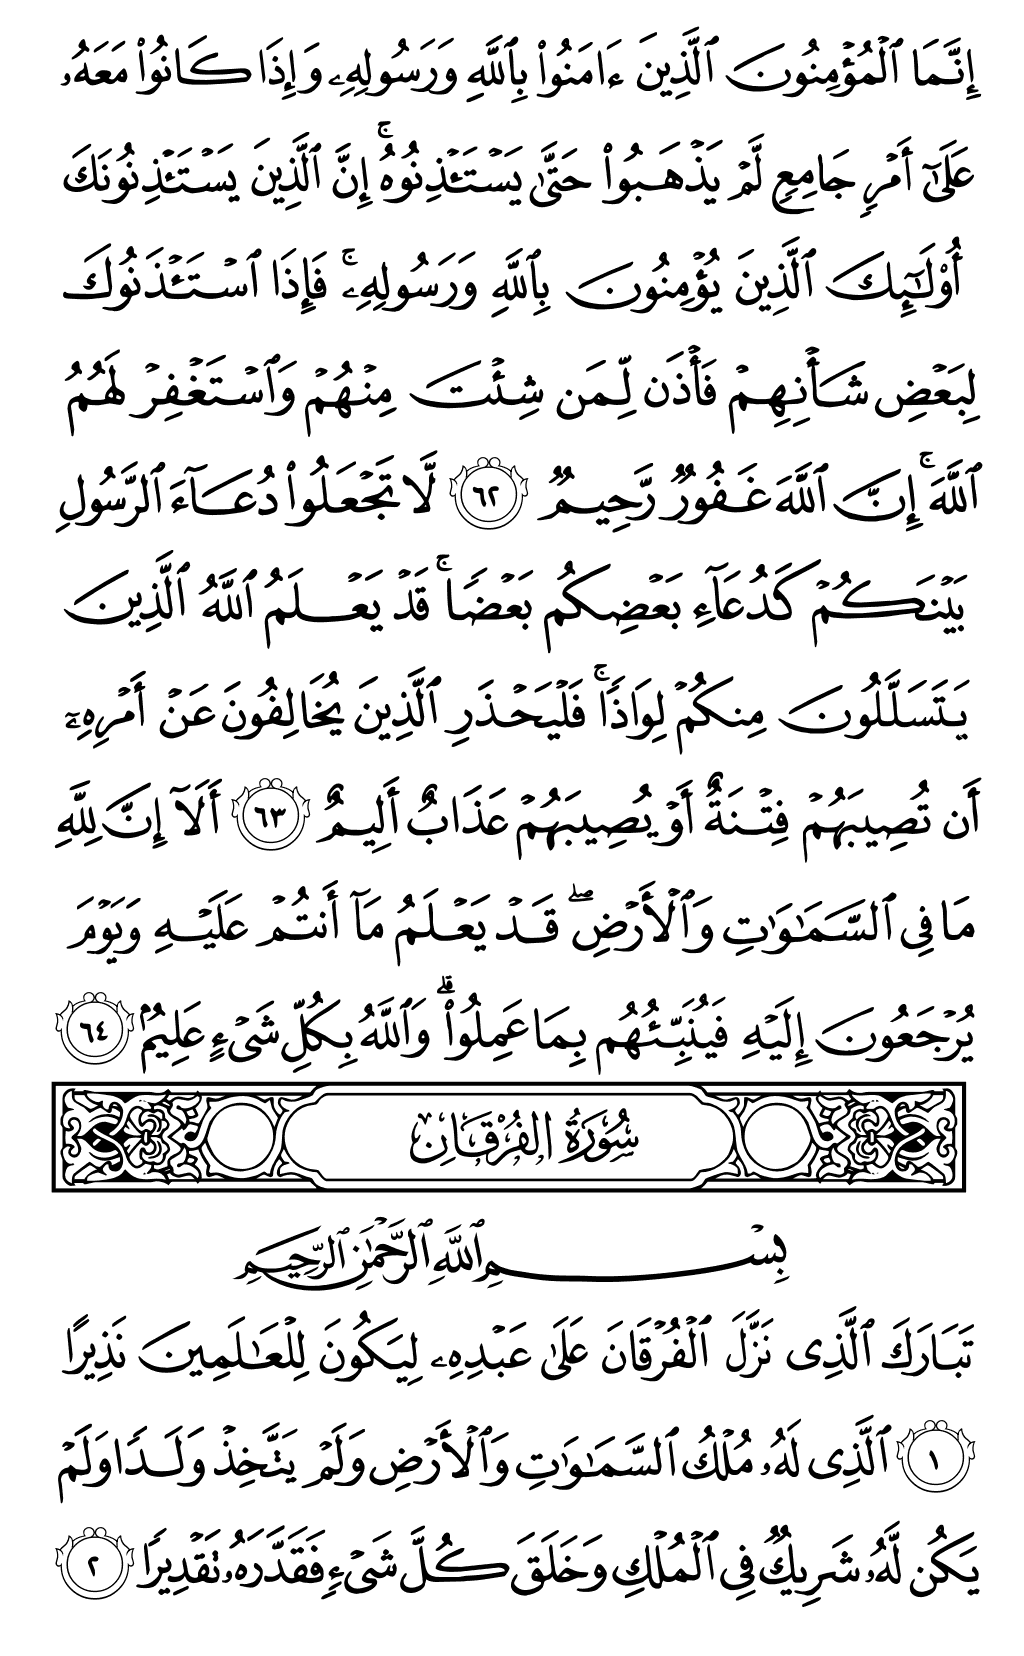 إِنَّمَا ٱلْمُؤْمِنُونَ ٱلَّذِينَ ءَامَنُوا۟ بِٱللَّهِ وَرَسُولِهِۦ وَإِذَا كَانُوا۟ مَعَهُۥ
عَلَىٰٓ أَمْرٍ جَامِعٍ لَّمْ يَذْهَبُوا۟ حَتَّىٰ يَسْتَـْٔذِنُوهُ ۚ إِنَّ ٱلَّذِينَ يَسْتَـْٔذِنُونَكَ
أُو۟لَـٰٓئِكَ ٱلَّذِينَ يُؤْمِنُونَ بِٱللَّهِ وَرَسُولِهِۦ ۚ فَإِذَا ٱسْتَـْٔذَنُوكَ
لِبَعْضِ شَأْنِهِمْ فَأْذَن لِّمَن شِئْتَ مِنْهُمْ وَٱسْتَغْفِرْ لَهُمُ
ٱللَّهَ ۚ إِنَّ ٱللَّهَ غَفُورٌ رَّحِيمٌ ٦٢ لَّا تَجْعَلُوا۟ دُعَآءَ ٱلرَّسُولِ
بَيْنَكُمْ كَدُعَآءِ بَعْضِكُم بَعْضًا ۚ قَدْ يَعْلَمُ ٱللَّهُ ٱلَّذِينَ
يَتَسَلَّلُونَ مِنكُمْ لِوَاذًا ۚ فَلْيَحْذَرِ ٱلَّذِينَ يُخَالِفُونَ عَنْ أَمْرِهِۦٓ
أَن تُصِيبَهُمْ فِتْنَةٌ أَوْ يُصِيبَهُمْ عَذَابٌ أَلِيمٌ ٦٣ أَلَآ إِنَّ لِلَّهِ
مَا فِى ٱلسَّمَـٰوَٰتِ وَٱلْأَرْضِ ۖ قَدْ يَعْلَمُ مَآ أَنتُمْ عَلَيْهِ وَيَوْمَ
يُرْجَعُونَ إِلَيْهِ فَيُنَبِّئُهُم بِمَا عَمِلُوا۟ ۗ وَٱللَّهُ بِكُلِّ شَىْءٍ عَلِيمٌۢ ٦٤
سُورَةُ الفُرْقَانِ
بِسْمِ ٱللَّهِ ٱلرَّحْمَـٰنِ ٱلرَّحِيمِ
تَبَارَكَ ٱلَّذِى نَزَّلَ ٱلْفُرْقَانَ عَلَىٰ عَبْدِهِۦ لِيَكُونَ لِلْعَـٰلَمِينَ نَذِيرًا
١ ٱلَّذِى لَهُۥ مُلْكُ ٱلسَّمَـٰوَٰتِ وَٱلْأَرْضِ وَلَمْ يَتَّخِذْ وَلَدًا وَلَمْ
يَكُن لَّهُۥ شَرِيكٌ فِى ٱلْمُلْكِ وَخَلَقَ كُلَّ شَىْءٍ فَقَدَّرَهُۥ تَقْدِيرًا ٢